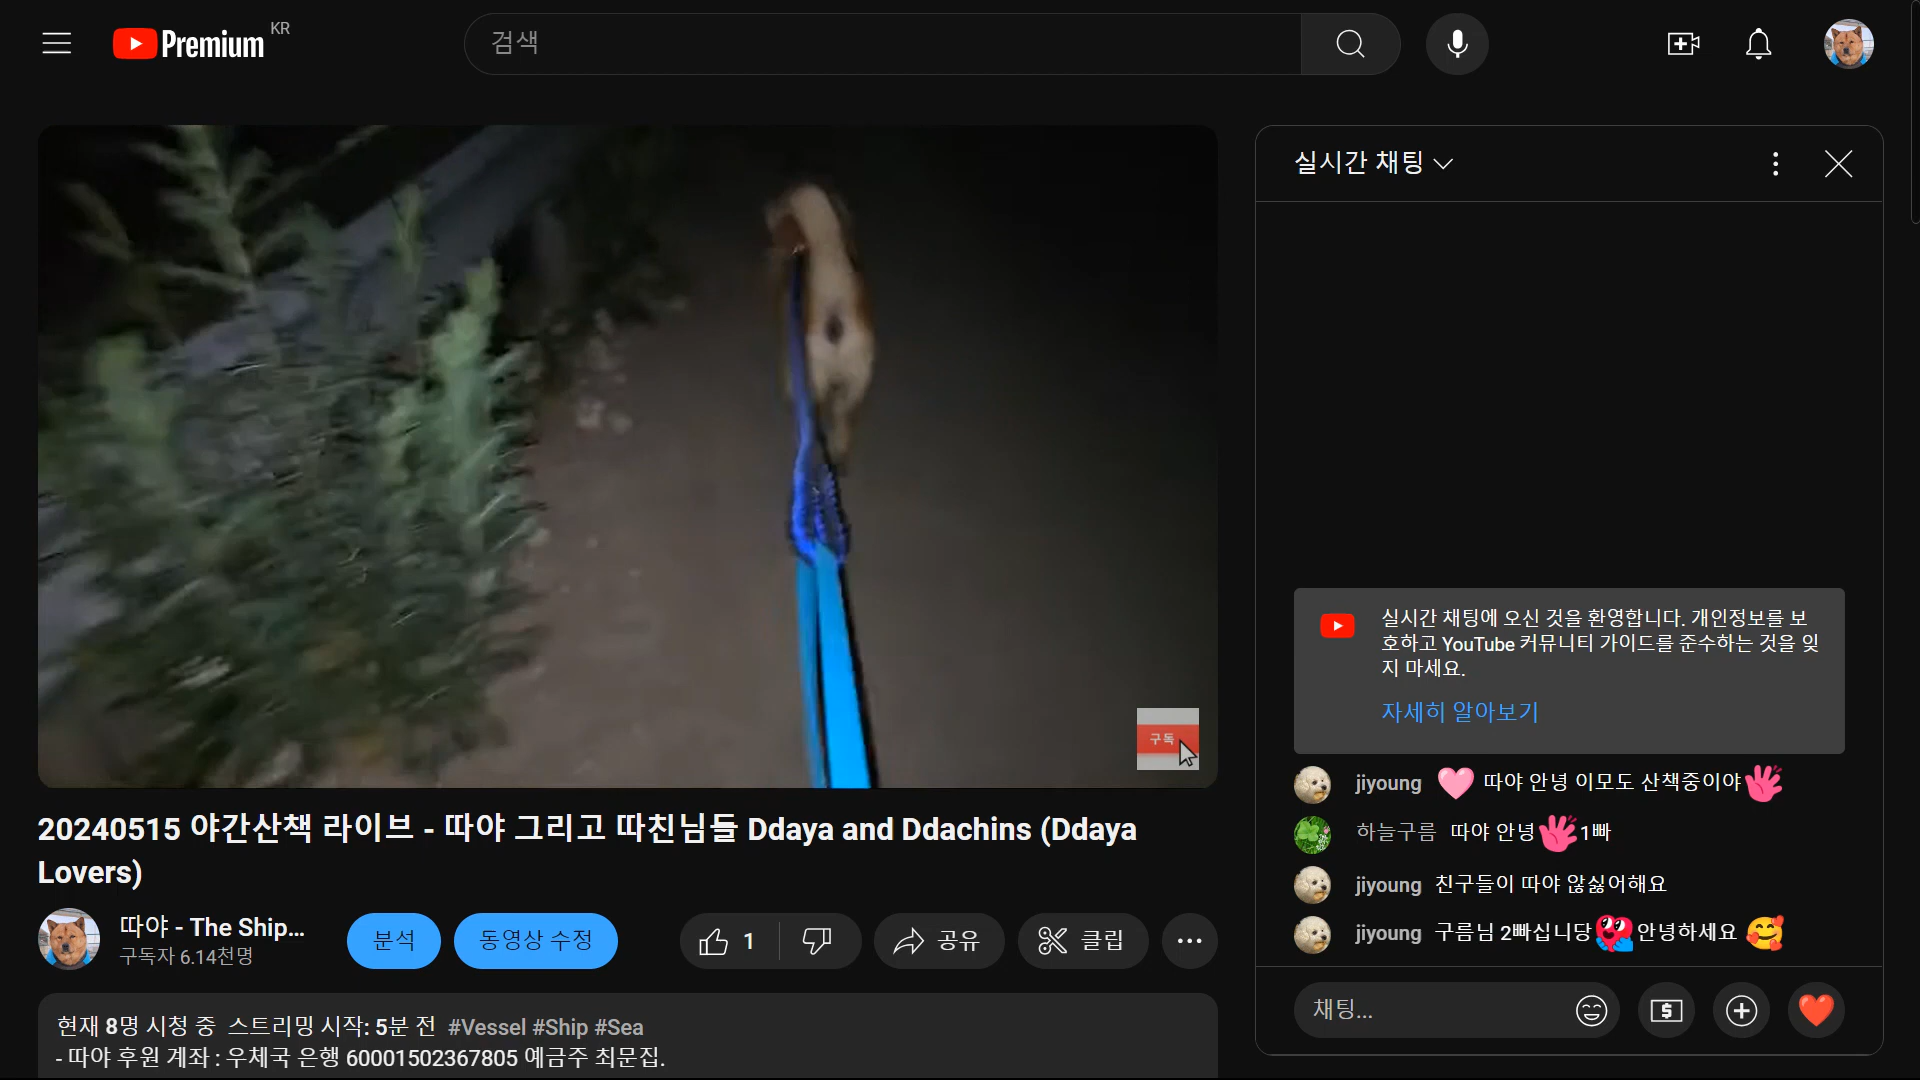 Premium KR
검색
실시간 채팅
실시간 채팅에 오신 것을 환영합니다. 개인정보를 보
호하고 YouTube 커뮤니티 가이드를 준수하는 것을 잊
지 마세요.
자세히 알아보기
구독
jiyoung 🩷 따야 안녕 이모도 산책중이야
하늘구름 따야 안녕 1빠
jiyoung 친구들이 따야 않싫어해요
jiyoung 구름님 2빠십니당 안녕하세요 🥰
채팅...
20240515 야간산책 라이브 - 따야 그리고 따친님들 Ddaya and Ddachins (Ddaya
Lovers)
따야 - The Ship...
구독자 6.14천명
분석
동영상 수정
1
공유
클립
현재 8명 시청 중 스트리밍 시작: 5분 전 #Vessel #Ship #Sea
- 따야 후원 계좌 : 우체국 은행 60001502367805 예금주 최문집.